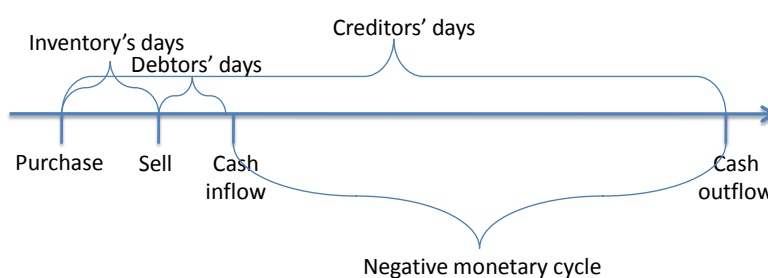 Creditors’ days
Inventory’s days
Debtors’ days
Purchase
Sell
Cash
inflow
Cash
outflow
Negative monetary cycle